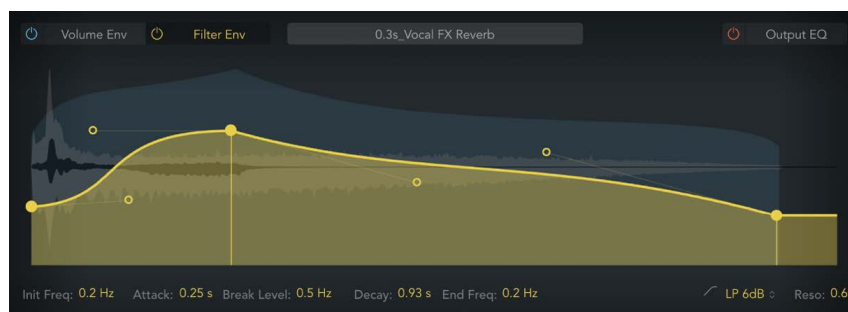 Volume Env Filter Env 0.3s_Vocal FX Reverb Output EQ
Init Freq: 0.2 Hz Attack: 0.25 s Break Level: 0.5 Hz Decay: 0.93 s End Freq: 0.2 Hz LP 6dB Reso: 0.6